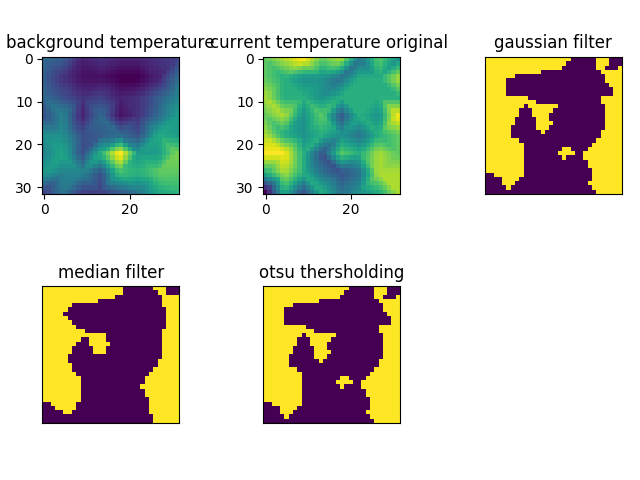 background temperature
current temperature original
gaussian filter
0
10
20
30
0
20
0
10
20
30
0
20
median filter
otsu thersholding